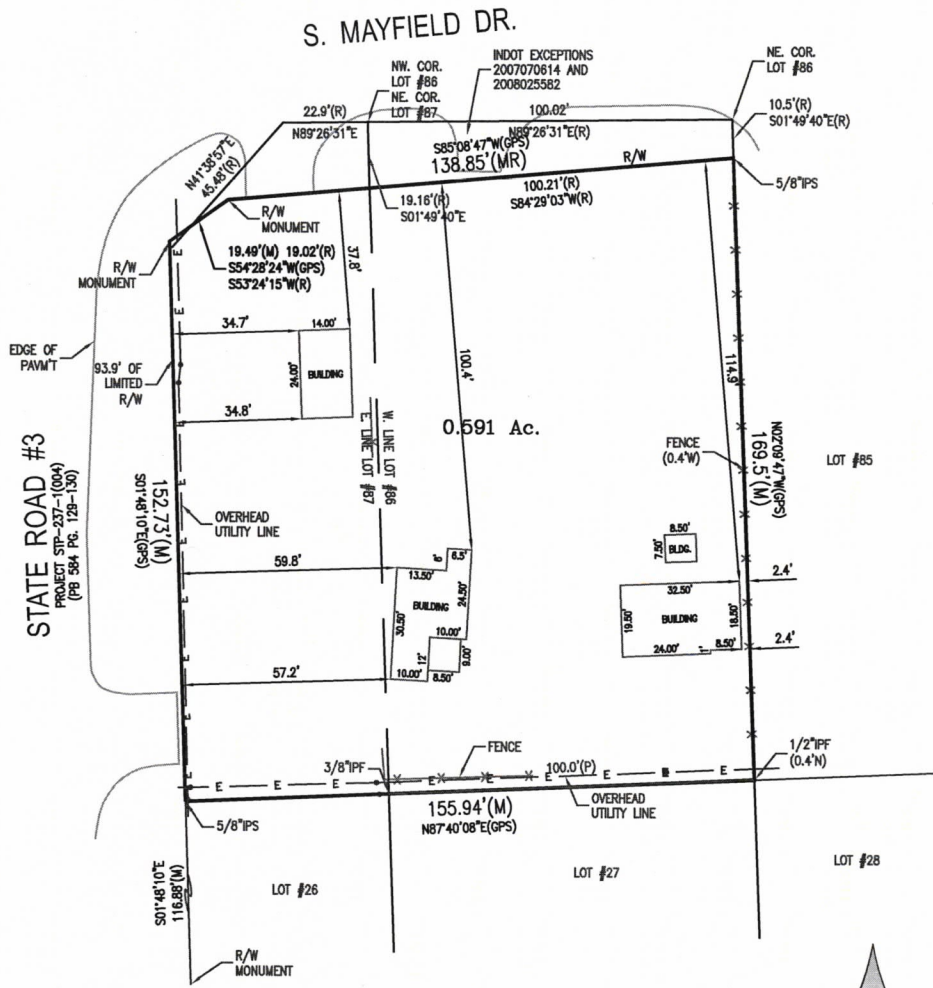 S. MAYFIELD DR.
INDOT EXCEPTIONS
2007070614 AND
2008025582
NW. COR.
LOT #86
NE. COR.
LOT #87
NE. COR.
LOT #86
22.9'(R)
N89°26'31"E
100.02'
N89°26'31"E(R)
10.5'(R)
S01°49'40"E(R)
N41°38'57"E
45.48'(R)
S85°08'47"W(GPS)
138.85'(MR)
R/W
100.21'(R)
S84°29'03"W(R)
5/8"IPS
19.16'(R)
S01°49'40"E
R/W
MONUMENT
R/W
MONUMENT
19.49'(M) 19.02'(R)
S54°28'24"W(GPS)
S53°24'15"W(R)
37.8'
EDGE OF
PAVM'T
93.9' OF
LIMITED
R/W
34.7'
14.00'
24.00'
BUILDING
34.8'
100.4'
114.9'
W. LINE LOT #86
E. LINE LOT #87
0.591 Ac.
FENCE
(0.4'W)
N02°09'47"W(GPS)
169.5'(M)
LOT #85
STATE ROAD #3
PROJECT STP-237-1(004)
(PB 584 PG. 129-130)
152.73'(M)
S01°48'10"E(GPS)
OVERHEAD
UTILITY LINE
59.8'
13.50'
6'
6.5'
24.50'
BUILDING
30.50'
10.00'
12'
9.00'
10.00'
8.50'
57.2'
8.50'
7.50'
BLDG.
32.50'
19.50'
BUILDING
18.50'
24.00'
1'
8.50'
2.4'
2.4'
3/8"IPF
FENCE
100.0'(P)
1/2"IPF
(0.4'N)
E E E E E E E E E E E
5/8"IPS
155.94'(M)
N87°40'08"E(GPS)
OVERHEAD
UTILITY LINE
S01°48'10"E
116.88'(M)
LOT #26
LOT #27
LOT #28
R/W
MONUMENT